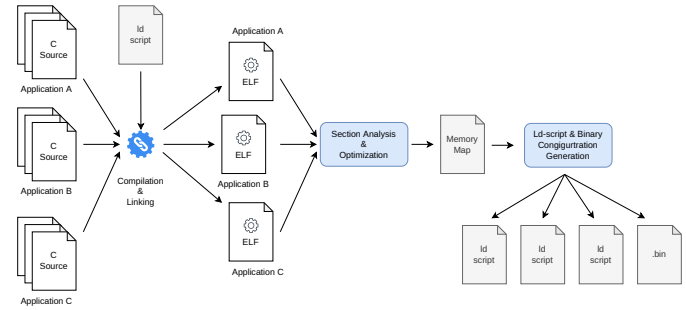 C
Source
Application A
ld
script
Application A
ELF
C
Source
Application B
Compilation
&
Linking
ELF
Application B
Section Analysis
&
Optimization
Memory
Map
Ld-script & Binary
Congigurtration
Generation
C
Source
Application C
ELF
Application C
ld
script
ld
script
ld
script
.bin